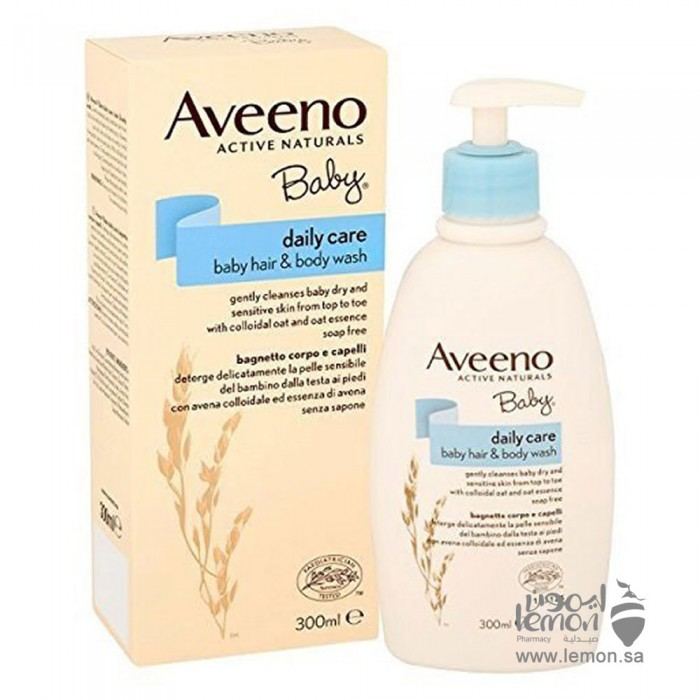 Aveeno
ACTIVE NATURALS
Baby®
daily care
baby hair & body wash
gently cleanses baby dry and
sensitive skin from top to toe
with colloidal oat and oat essence
soap free
bagnetto corpo e capelli
deterge delicatamente la pelle sensibile
del bambino dalla testa ai piedi
con avena colloidale ed essenza di avena
senza sapone
PAEDIATRICIAN
TESTED
™
300ml ℮
300ml ℮
Aveeno
ACTIVE NATURALS
Baby®
daily care
baby hair & body wash
gently cleanses baby dry and
sensitive skin from top to toe
with colloidal oat and oat essence
soap free
bagnetto corpo e capelli
deterge delicatamente la pelle sensibile
del bambino dalla testa ai piedi
con avena colloidale ed essenza di avena
senza sapone
PAEDIATRICIAN
TESTED
300ml
ليمون
lemon
Pharmacy صيدلية
www.lemon.sa